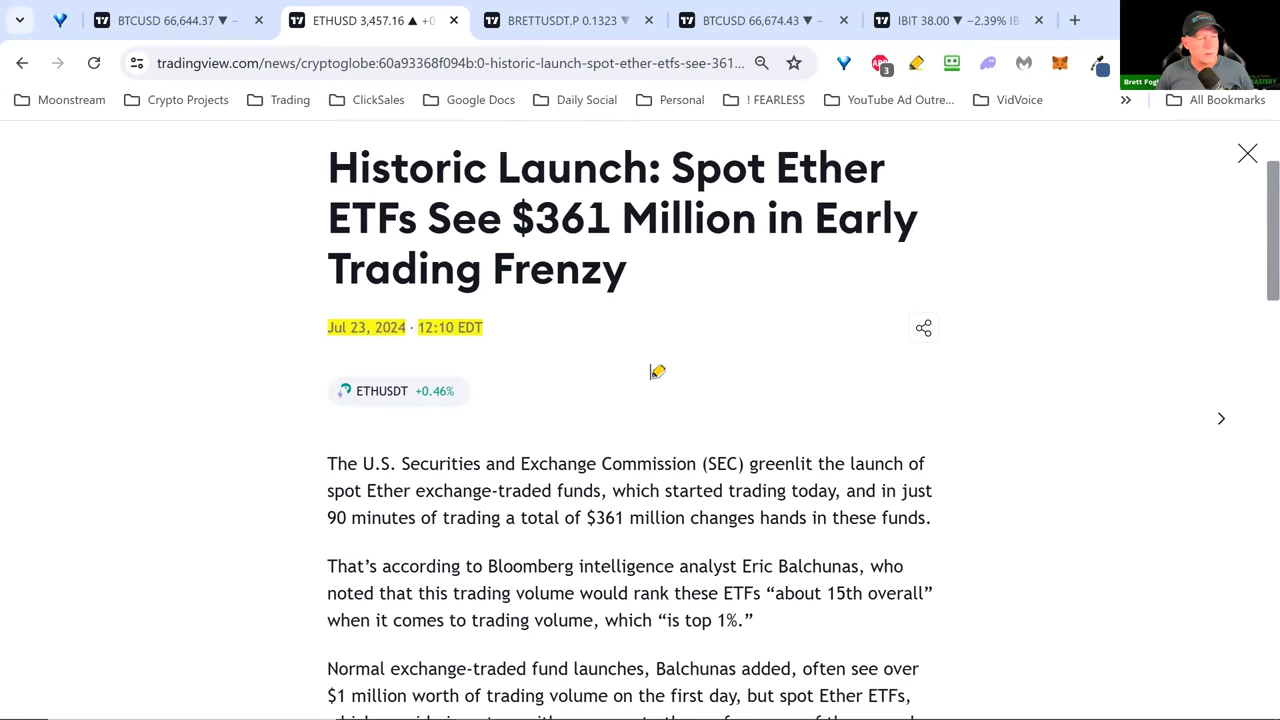 BTCUSD 66,644.37 ▼ −
ETHUSD 3,457.16 ▲ +0
BRETTUSDT.P 0.1323 ▼
BTCUSD 66,674.43 ▼ −
IBIT 38.00 ▼ −2.39% IB
tradingview.com/news/cryptoglobe:60a93368f094b:0-historic-launch-spot-ether-etfs-see-361...
3
Moonstream
Crypto Projects
Trading
ClickSales
Google Docs
Daily Social
Personal
! FEARLESS
YouTube Ad Outre...
VidVoice
All Bookmarks
Historic Launch: Spot Ether
ETFs See $361 Million in Early
Trading Frenzy
Jul 23, 2024 · 12:10 EDT
ETHUSDT +0.46%
The U.S. Securities and Exchange Commission (SEC) greenlit the launch of
spot Ether exchange-traded funds, which started trading today, and in just
90 minutes of trading a total of $361 million changes hands in these funds.
That’s according to Bloomberg intelligence analyst Eric Balchunas, who
noted that this trading volume would rank these ETFs “about 15th overall”
when it comes to trading volume, which “is top 1%.”
Normal exchange-traded fund launches, Balchunas added, often see over
$1 million worth of trading volume on the first day, but spot Ether ETFs,